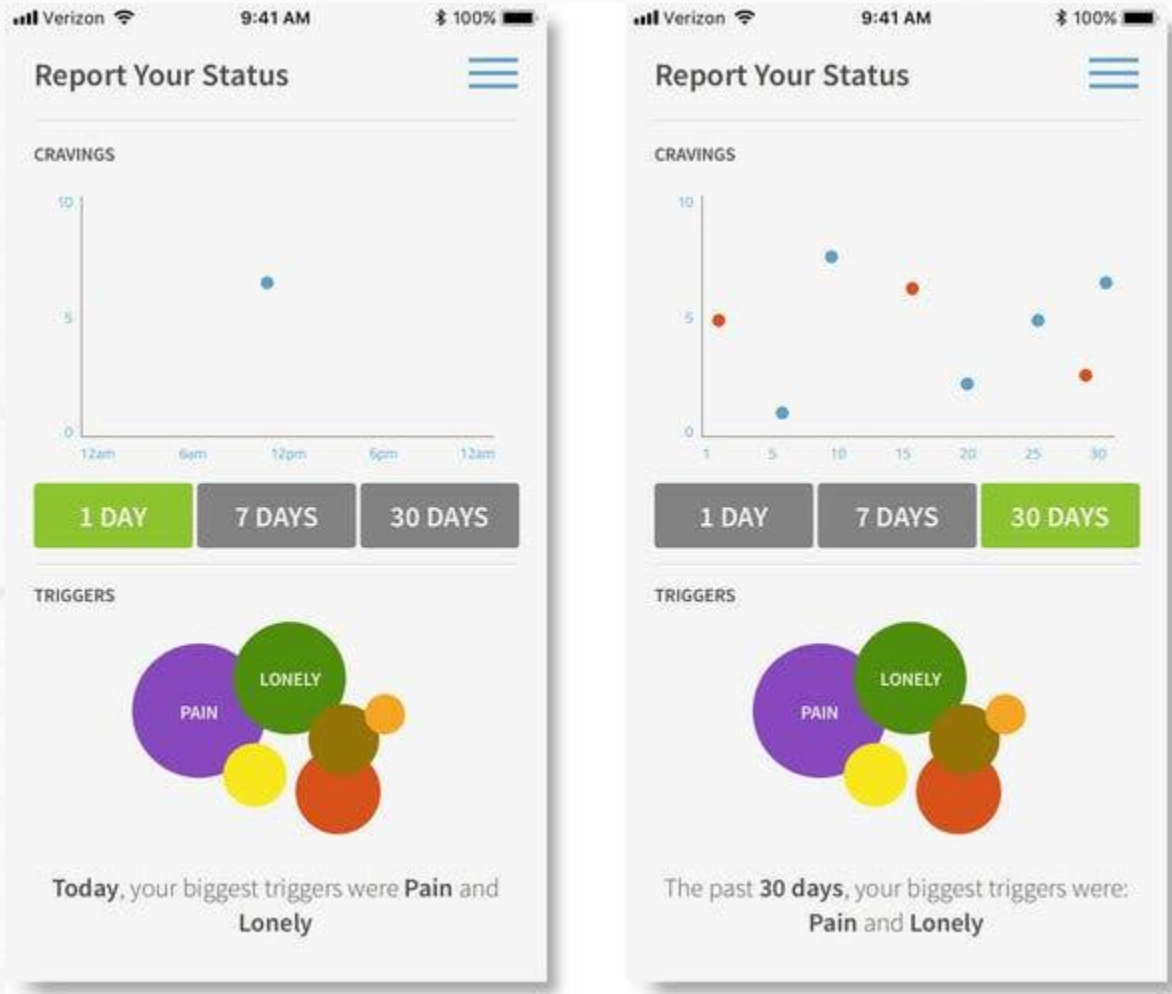 Verizon 9:41 AM 100%
Report Your Status
CRAVINGS
10
5
0
12am 6am 12pm 6pm 12am
1 DAY 7 DAYS 30 DAYS
TRIGGERS
LONELY
PAIN
Today, your biggest triggers were Pain and
Lonely
Verizon 9:41 AM 100%
Report Your Status
CRAVINGS
10
5
0
1 5 10 15 20 25 30
1 DAY 7 DAYS 30 DAYS
TRIGGERS
LONELY
PAIN
The past 30 days, your biggest triggers were:
Pain and Lonely